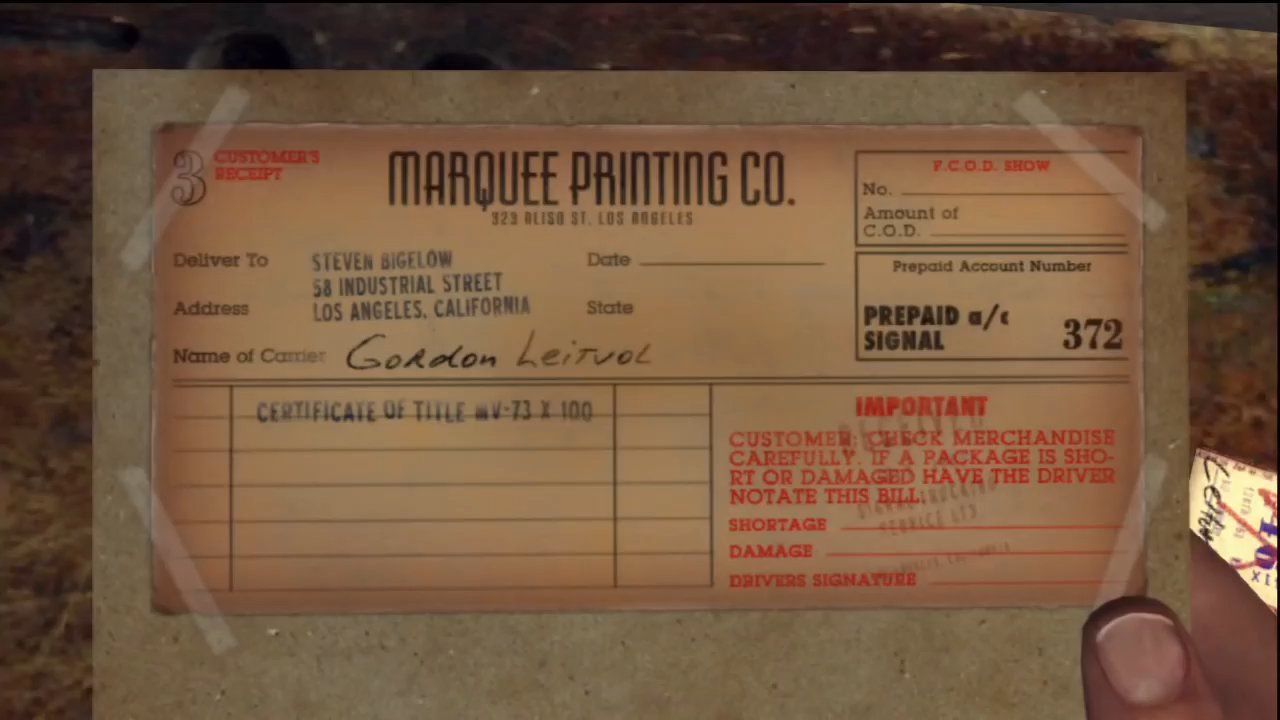 3 CUSTOMER'S
RECEIPT
MARQUEE PRINTING CO.
323 ALISO ST. LOS ANGELES
F.C.O.D. SHOW
No.
Amount of
C.O.D.
Deliver To STEVEN BIGELOW
58 INDUSTRIAL STREET
Address LOS ANGELES, CALIFORNIA
Date
State
Prepaid Account Number
PREPAID a/c
SIGNAL 372
Name of Carrier Gordon Leitvol
CERTIFICATE OF TITLE mV-73 X 100
IMPORTANT
CUSTOMER: CHECK MERCHANDISE
CAREFULLY. IF A PACKAGE IS SHO-
RT OR DAMAGED HAVE THE DRIVER
NOTATE THIS BILL.
SHORTAGE
DAMAGE
DRIVERS SIGNATURE
RECEIVED
SERVICE LTD.